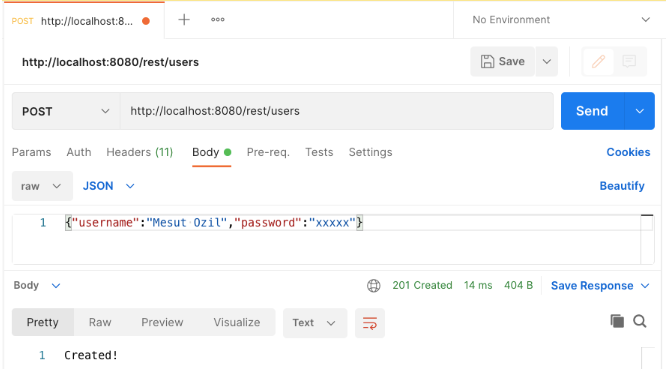 POST http://localhost:8... No Environment
http://localhost:8080/rest/users Save
POST http://localhost:8080/rest/users Send
Params Auth Headers (11) Body Pre-req. Tests Settings Cookies
raw JSON Beautify
1 {"username":"Mesut Ozil","password":"xxxxx"}
Body 201 Created 14 ms 404 B Save Response
Pretty Raw Preview Visualize Text
1 Created!